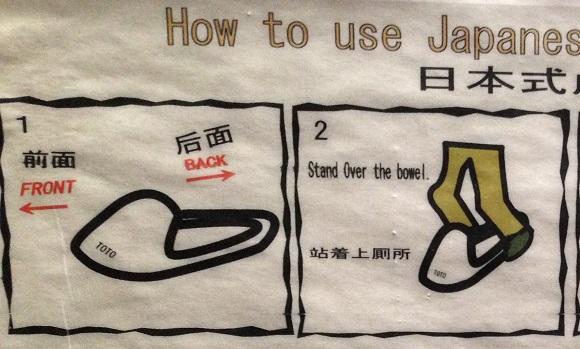 How to use Japanes
日本式
1
前面
FRONT
后面
BACK
TOTO
2
Stand Over the bowel.
站着上厠所
TOTO